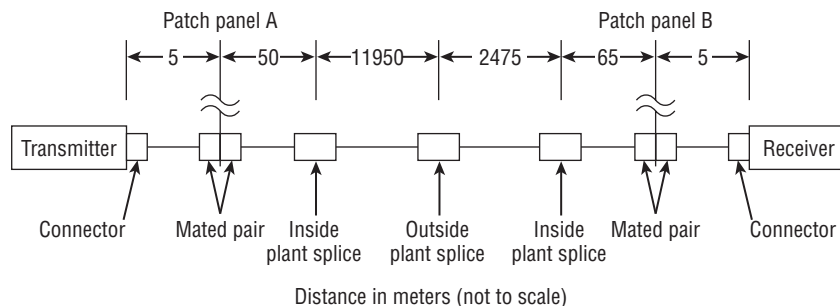 Patch panel A
Patch panel B
5
50
11950
2475
65
5
Transmitter
Receiver
Connector
Mated pair
Inside
plant splice
Outside
plant splice
Inside
plant splice
Mated pair
Connector
Distance in meters (not to scale)